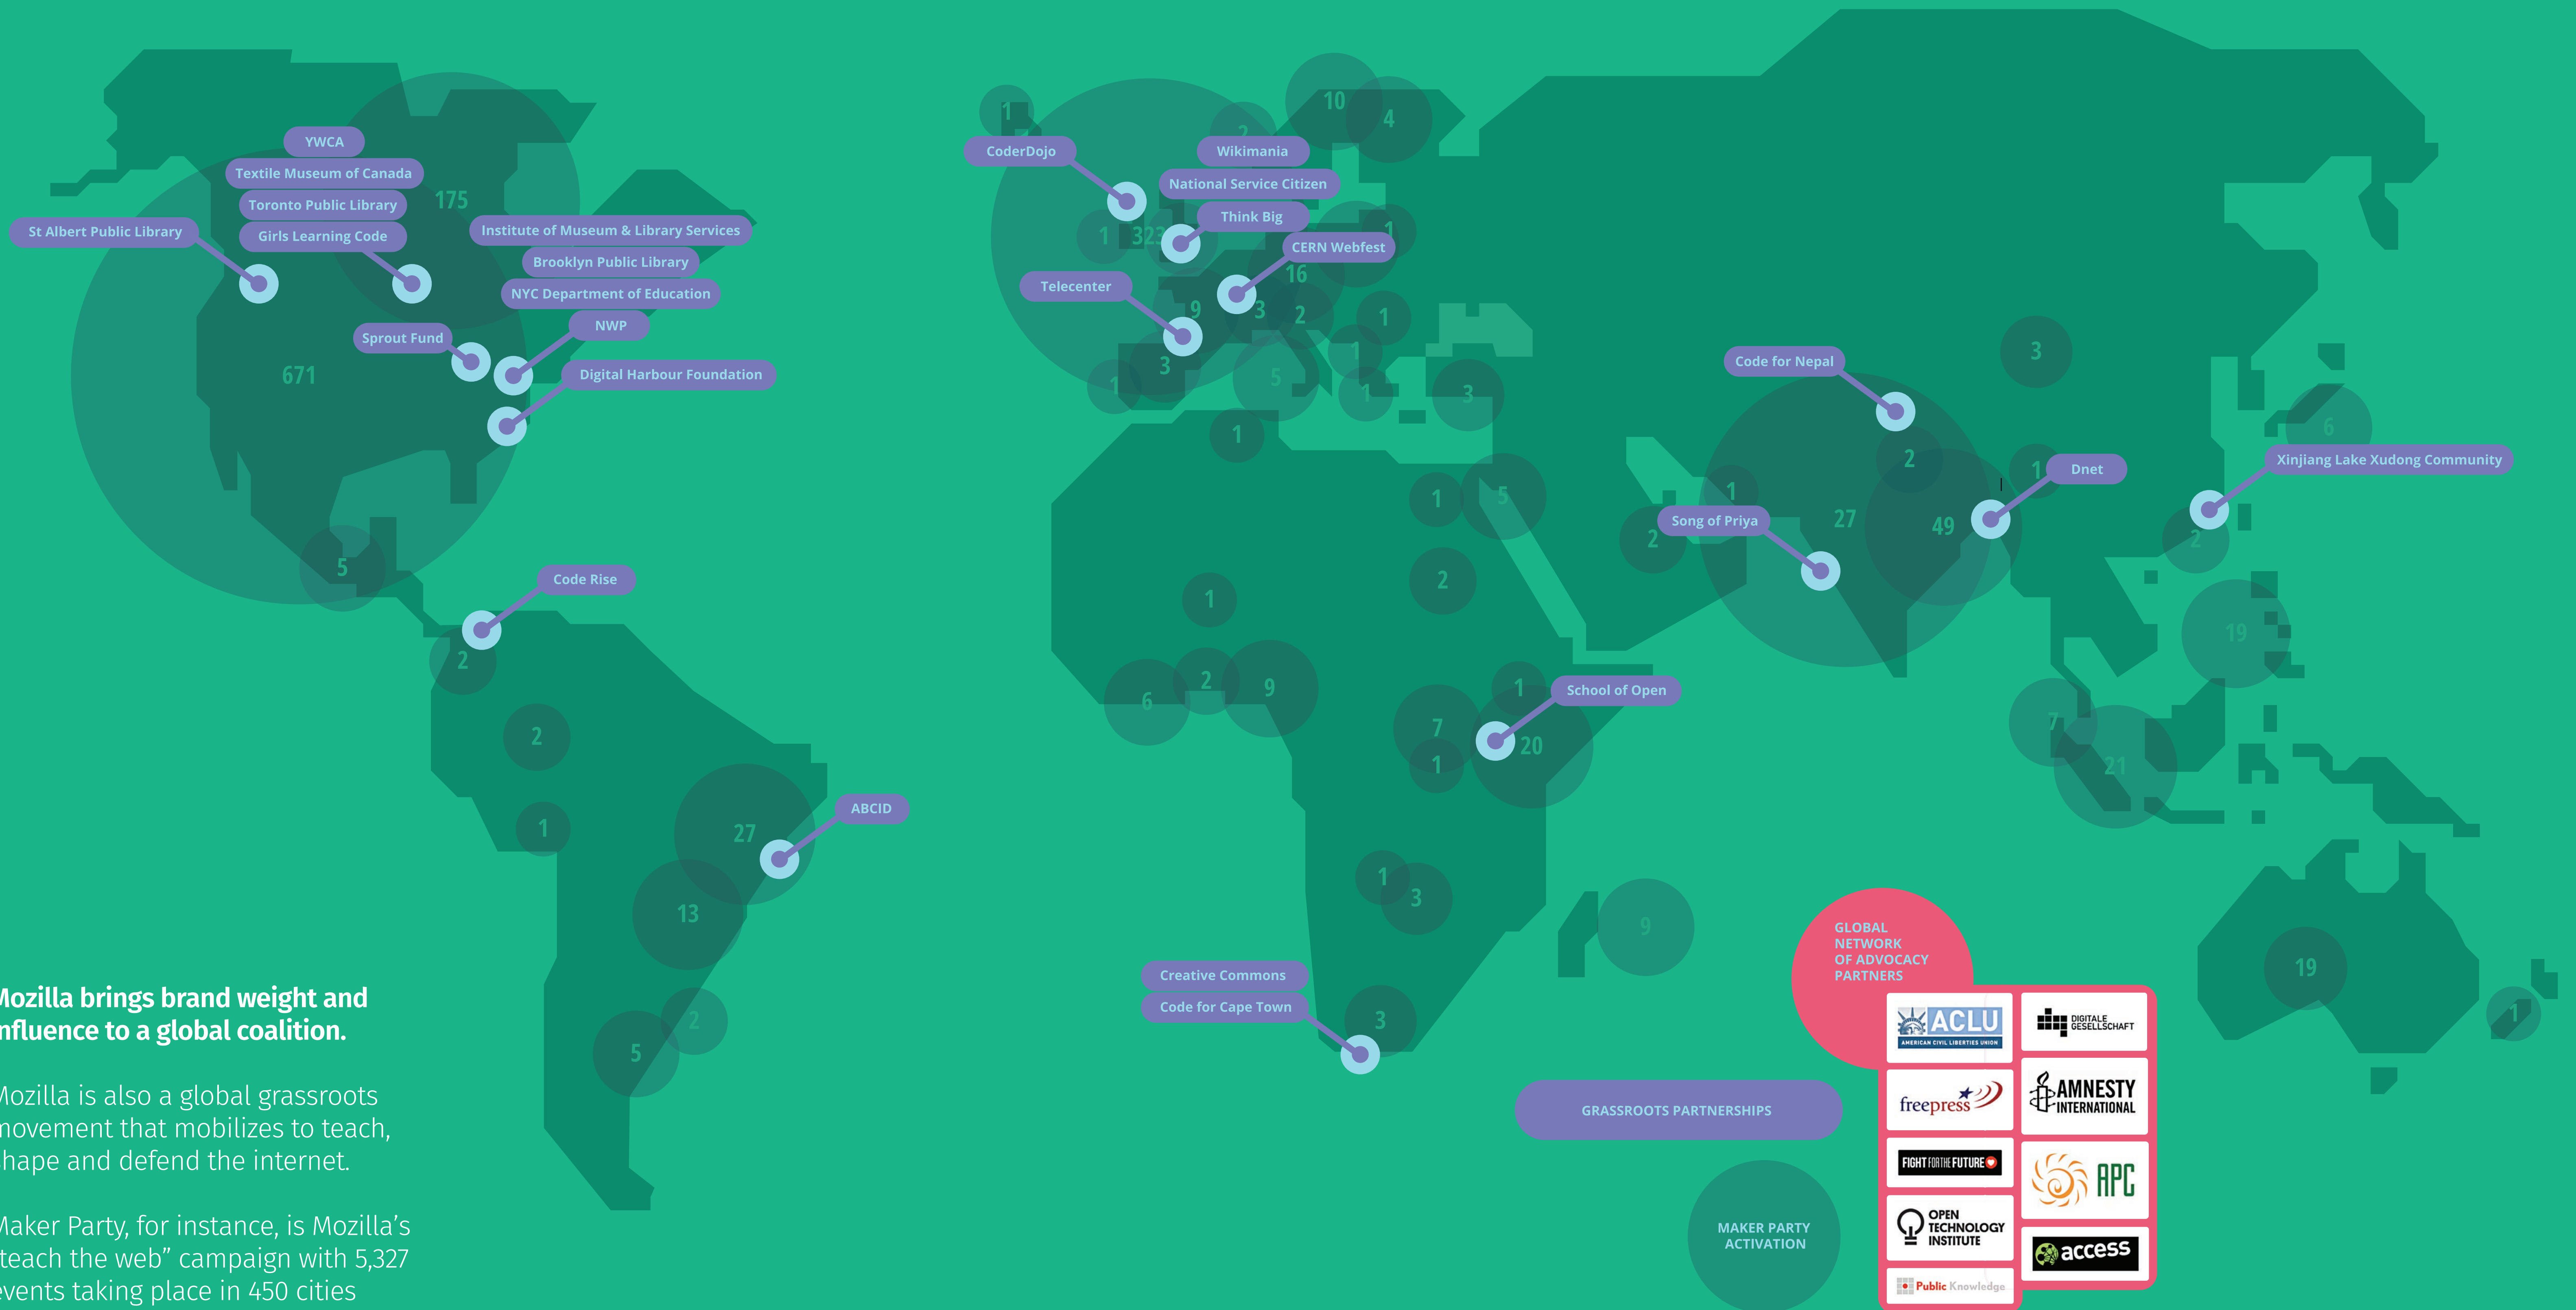 YWCA
Textile Museum of Canada
Toronto Public Library
Girls Learning Code
St Albert Public Library
175
Institute of Museum & Library Services
Brooklyn Public Library
NYC Department of Education
NWP
Sprout Fund
Digital Harbour Foundation
671
5
Code Rise
2
2
1
27
ABCID
13
2
5
1
CoderDojo
2
10
4
Wikimania
National Service Citizen
Think Big
CERN Webfest
1
323
1
16
Telecenter
9
3
2
1
1
3
1
5
1
3
1
1
5
2
1
6
2
9
1
School of Open
7
20
1
1
3
9
Creative Commons
Code for Cape Town
3
Code for Nepal
3
2
1
1
Dnet
27
49
2
Song of Priya
6
Xinjiang Lake Xudong Community
2
19
7
21
19
1
Mozilla brings brand weight and
influence to a global coalition.
Mozilla is also a global grassroots
movement that mobilizes to teach,
shape and defend the internet.
Maker Party, for instance, is Mozilla’s
“teach the web” campaign with 5,327
events taking place in 450 cities
GRASSROOTS PARTNERSHIPS
MAKER PARTY
ACTIVATION
GLOBAL
NETWORK
OF ADVOCACY
PARTNERS
ACLU
AMERICAN CIVIL LIBERTIES UNION
DIGITALE
GESELLSCHAFT
freepress
AMNESTY
INTERNATIONAL
FIGHT FOR THE FUTURE
APC
OPEN
TECHNOLOGY
INSTITUTE
access
Public Knowledge